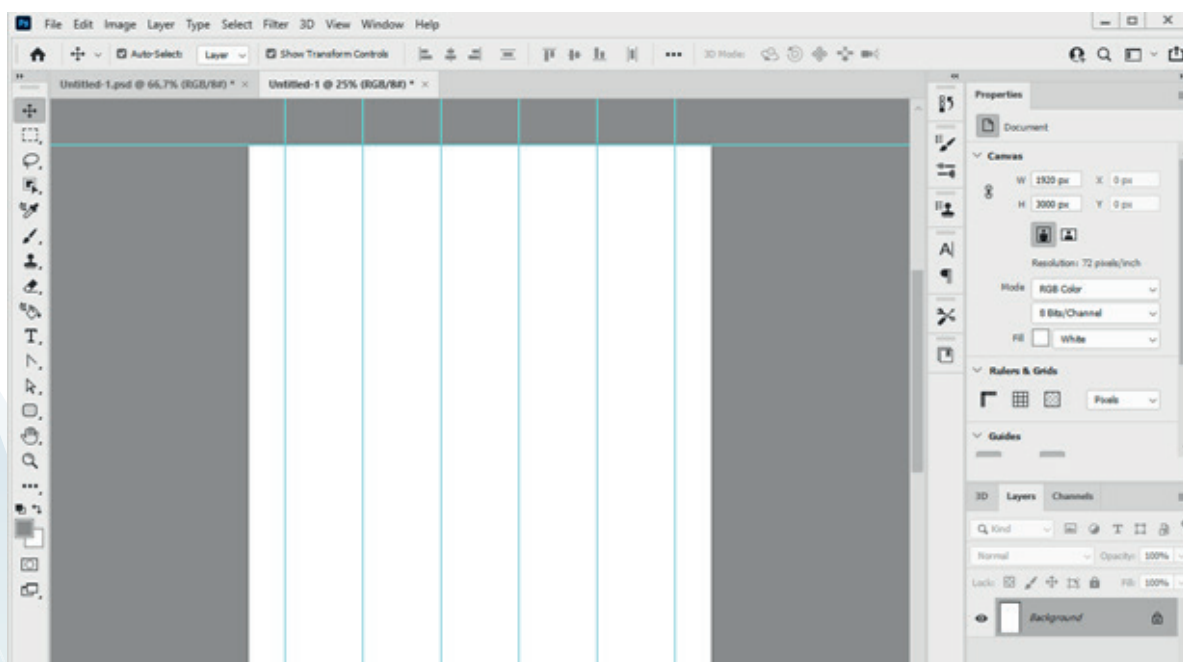 Ps File Edit Image Layer Type Select Filter 3D View Window Help
Auto-Select: Layer Show Transform Controls 3D Mode:
Untitled-1.psd @ 66,7% (RGB/8#) * × Untitled-1 @ 25% (RGB/8#) * ×
Properties
Document
Canvas
W 1920 px X 0 px
H 3000 px Y 0 px
Resolution: 72 pixels/inch
Mode RGB Color
8 Bits/Channel
Fill White
Rulers & Grids
Pixels
Guides
3D Layers Channels
Kind
Normal Opacity: 100%
Lock: Fill: 100%
Background